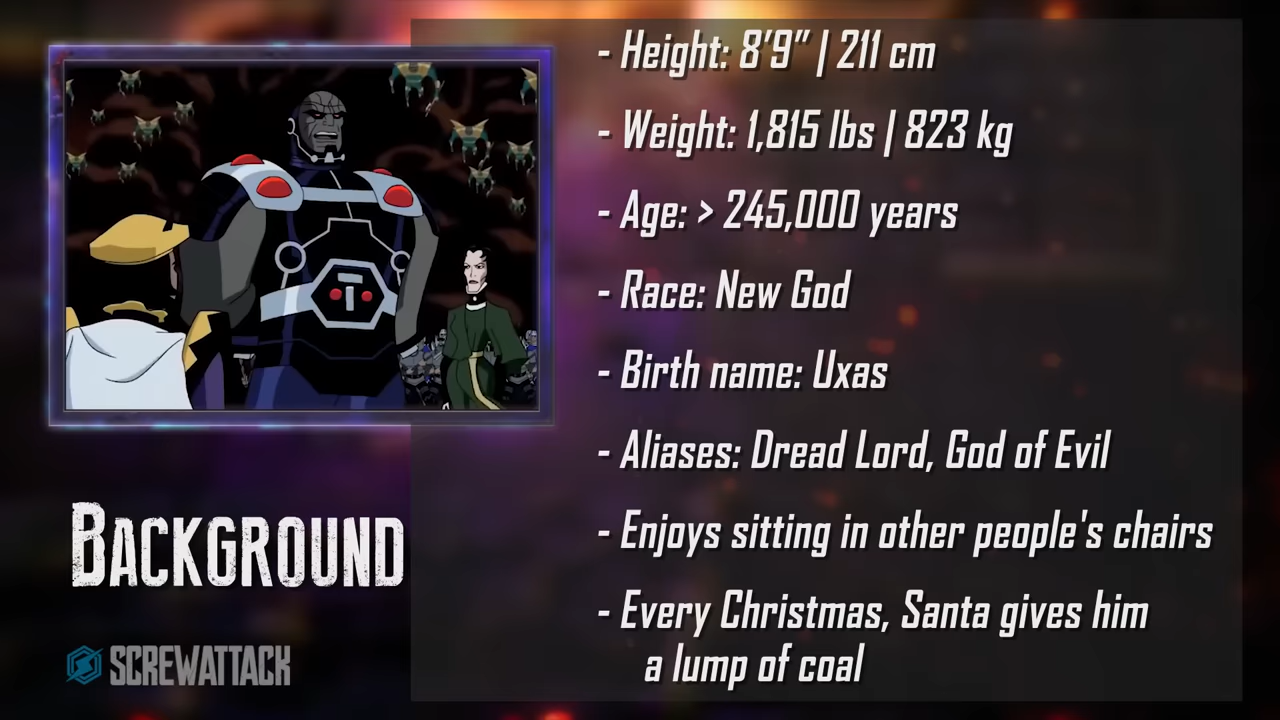 - Height: 8'9" | 211 cm
- Weight: 1,815 lbs | 823 kg
- Age: > 245,000 years
- Race: New God
- Birth name: Uxas
- Aliases: Dread Lord, God of Evil
- Enjoys sitting in other people's chairs
- Every Christmas, Santa gives him
a lump of coal
BACKGROUND
SCREWATTACK